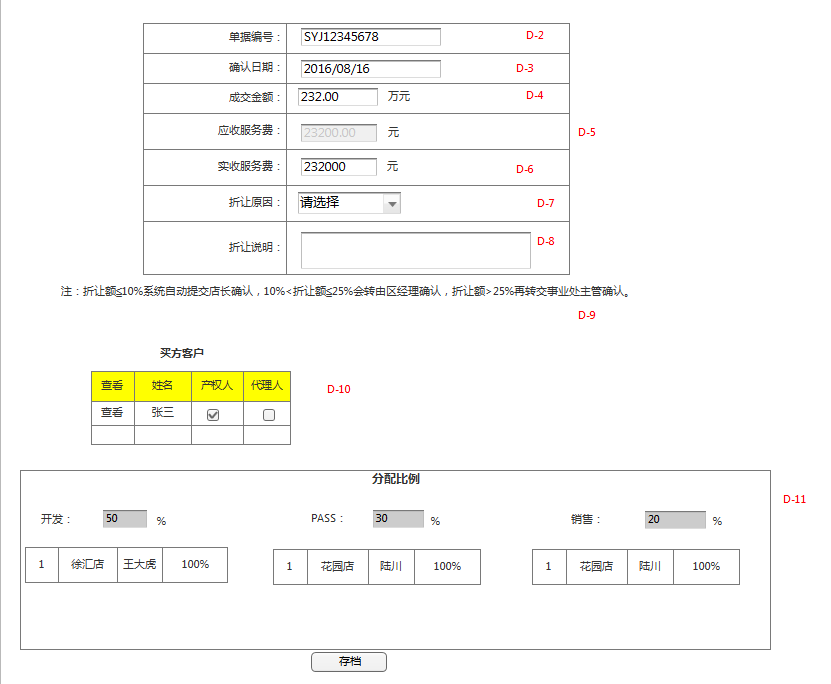 单据编号： SYJ12345678 D-2
确认日期： 2016/08/16 D-3
成交金额： 232.00 万元 D-4
应收服务费： 23200.00 元 D-5
实收服务费： 232000 元 D-6
折让原因： 请选择 D-7
折让说明： D-8
注：折让额≦10%系统自动提交店长确认，10%<折让额≦25%会转由区经理确认，折让额>25%再转交事业处主管确认。
D-9
买方客户
查看 姓名 产权人 代理人 D-10
查看 张三
分配比例
D-11
开发： 50 % PASS： 30 % 销售： 20 %
1 徐汇店 王大虎 100% 1 花园店 陆川 100% 1 花园店 陆川 100%
存档